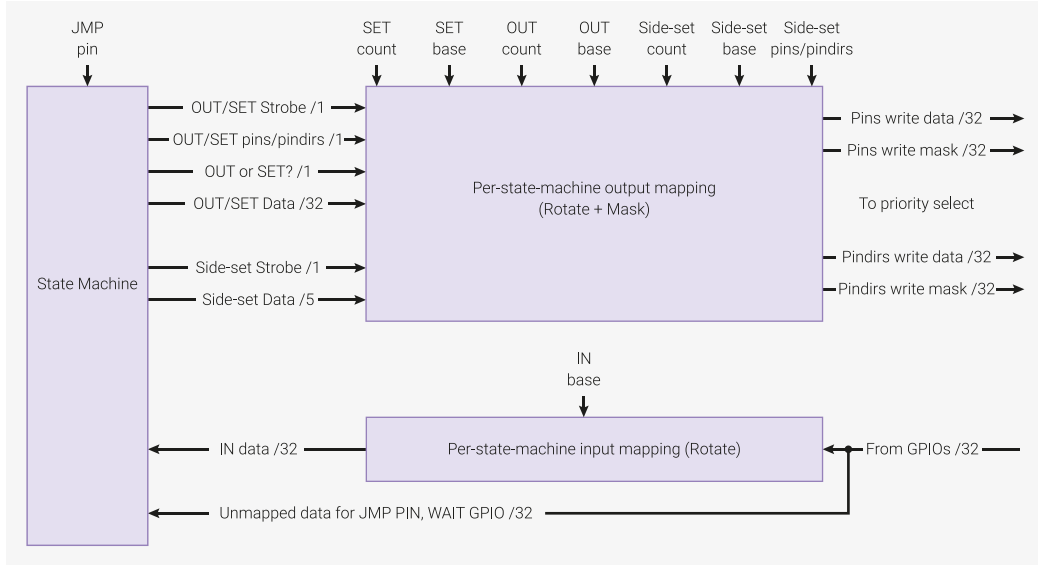 JMP
pin
SET
count
SET
base
OUT
count
OUT
base
Side-set
count
Side-set
base
Side-set
pins/pindirs
OUT/SET Strobe /1
OUT/SET pins/pindirs /1
OUT or SET? /1
OUT/SET Data /32
Side-set Strobe /1
Side-set Data /5
State Machine
Per-state-machine output mapping
(Rotate + Mask)
Pins write data /32
Pins write mask /32
To priority select
Pindirs write data /32
Pindirs write mask /32
IN
base
IN data /32
Per-state-machine input mapping (Rotate)
From GPIOs /32
Unmapped data for JMP PIN, WAIT GPIO /32